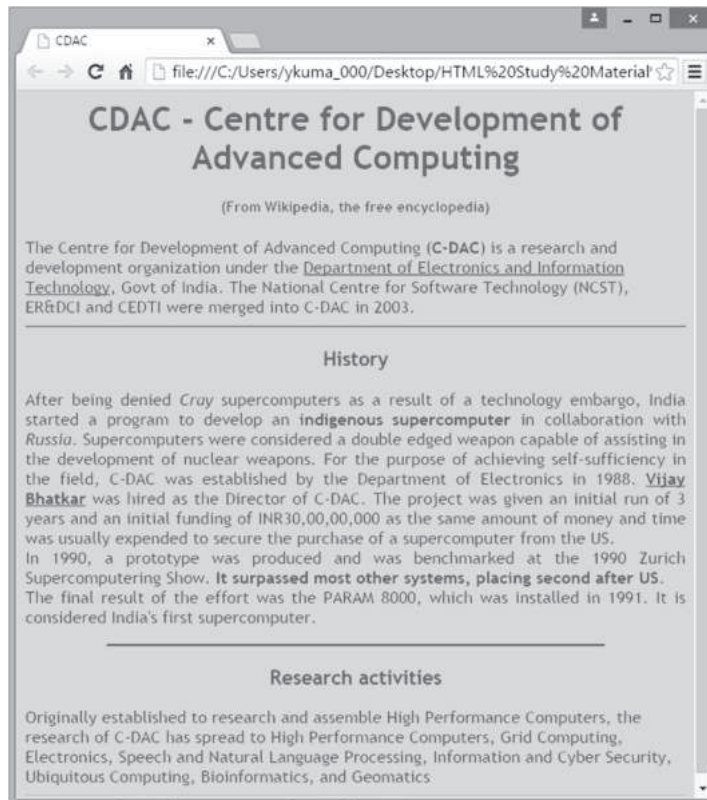 CDAC
file:///C:/Users/ykuma_000/Desktop/HTML%20Study%20Material'
CDAC - Centre for Development of
Advanced Computing
(From Wikipedia, the free encyclopedia)
The Centre for Development of Advanced Computing (C-DAC) is a research and
development organization under the Department of Electronics and Information
Technology, Govt of India. The National Centre for Software Technology (NCST),
ER&DCI and CEDTI were merged into C-DAC in 2003.
History
After being denied Cray supercomputers as a result of a technology embargo, India
started a program to develop an indigenous supercomputer in collaboration with
Russia. Supercomputers were considered a double edged weapon capable of assisting in
the development of nuclear weapons. For the purpose of achieving self-sufficiency in
the field, C-DAC was established by the Department of Electronics in 1988. Vijay
Bhatkar was hired as the Director of C-DAC. The project was given an initial run of 3
years and an initial funding of INR30,00,00,000 as the same amount of money and time
was usually expended to secure the purchase of a supercomputer from the US.
In 1990, a prototype was produced and was benchmarked at the 1990 Zurich
Supercomputering Show. It surpassed most other systems, placing second after US.
The final result of the effort was the PARAM 8000, which was installed in 1991. It is
considered India's first supercomputer.
Research activities
Originally established to research and assemble High Performance Computers, the
research of C-DAC has spread to High Performance Computers, Grid Computing,
Electronics, Speech and Natural Language Processing, Information and Cyber Security,
Ubiquitous Computing, Bioinformatics, and Geomatics